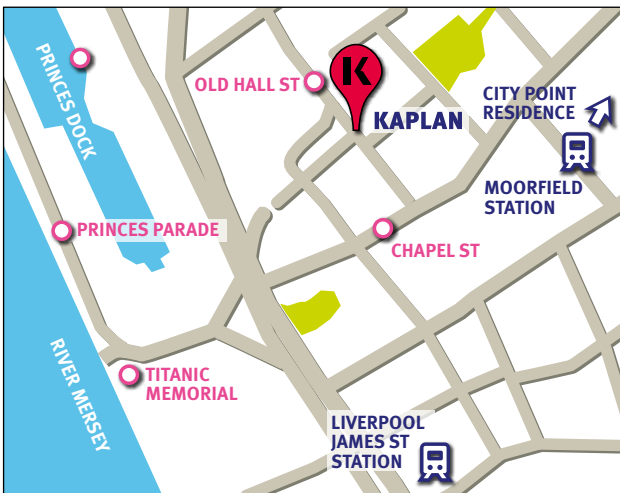 PRINCES DOCK
OLD HALL ST
K
KAPLAN
CITY POINT
RESIDENCE
MOORFIELD
STATION
PRINCES PARADE
CHAPEL ST
RIVER MERSEY
TITANIC
MEMORIAL
LIVERPOOL
JAMES ST
STATION